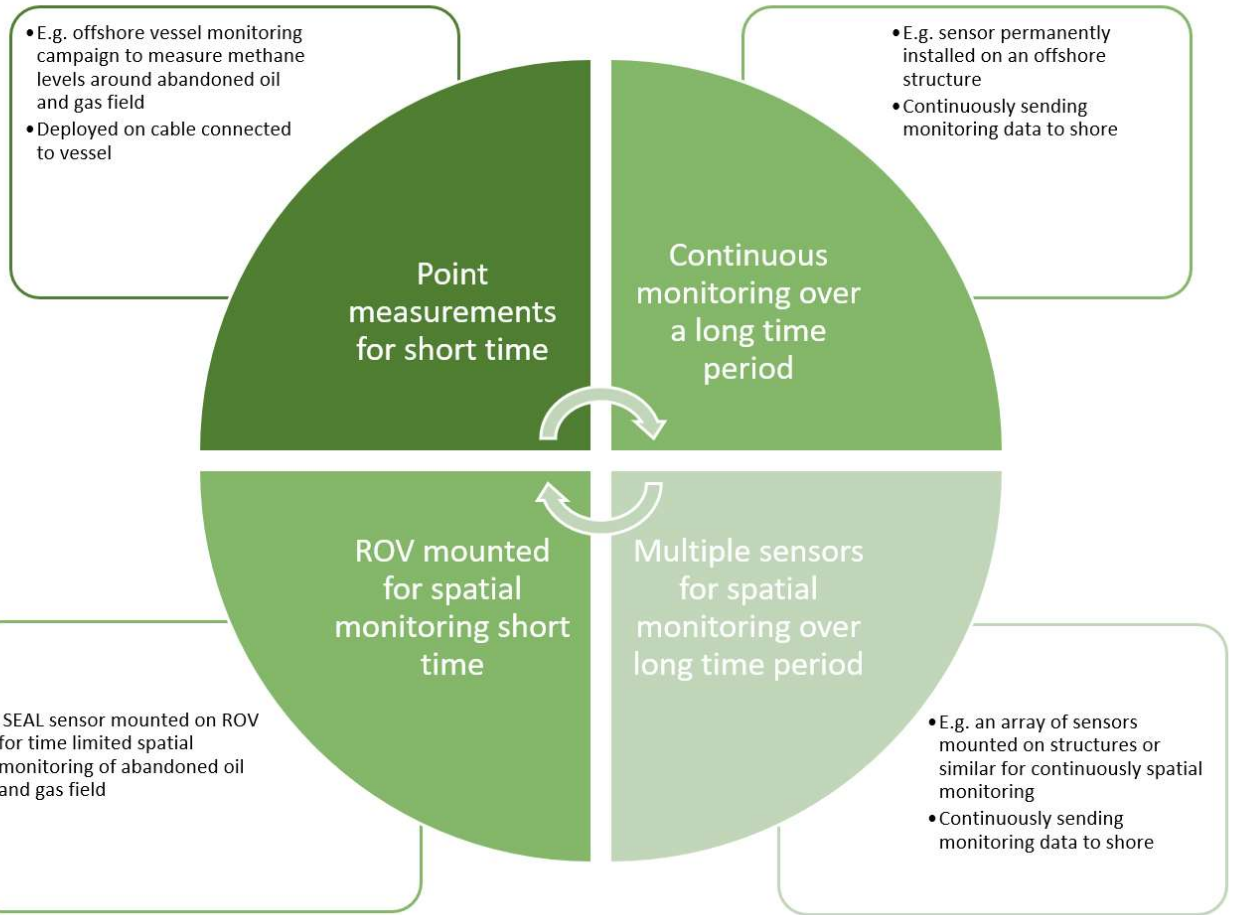 •E.g. offshore vessel monitoring
campaign to measure methane
levels around abandoned oil
and gas field
•Deployed on cable connected
to vessel
•E.g. sensor permanently
installed on an offshore
structure
•Continuously sending
monitoring data to shore
Point
measurements
for short time
Continuous
monitoring over
a long time
period
ROV mounted
for spatial
monitoring short
time
Multiple sensors
for spatial
monitoring over
long time period
SEAL sensor mounted on ROV
for time limited spatial
monitoring of abandoned oil
and gas field
•E.g. an array of sensors
mounted on structures or
similar for continuously spatial
monitoring
•Continuously sending
monitoring data to shore